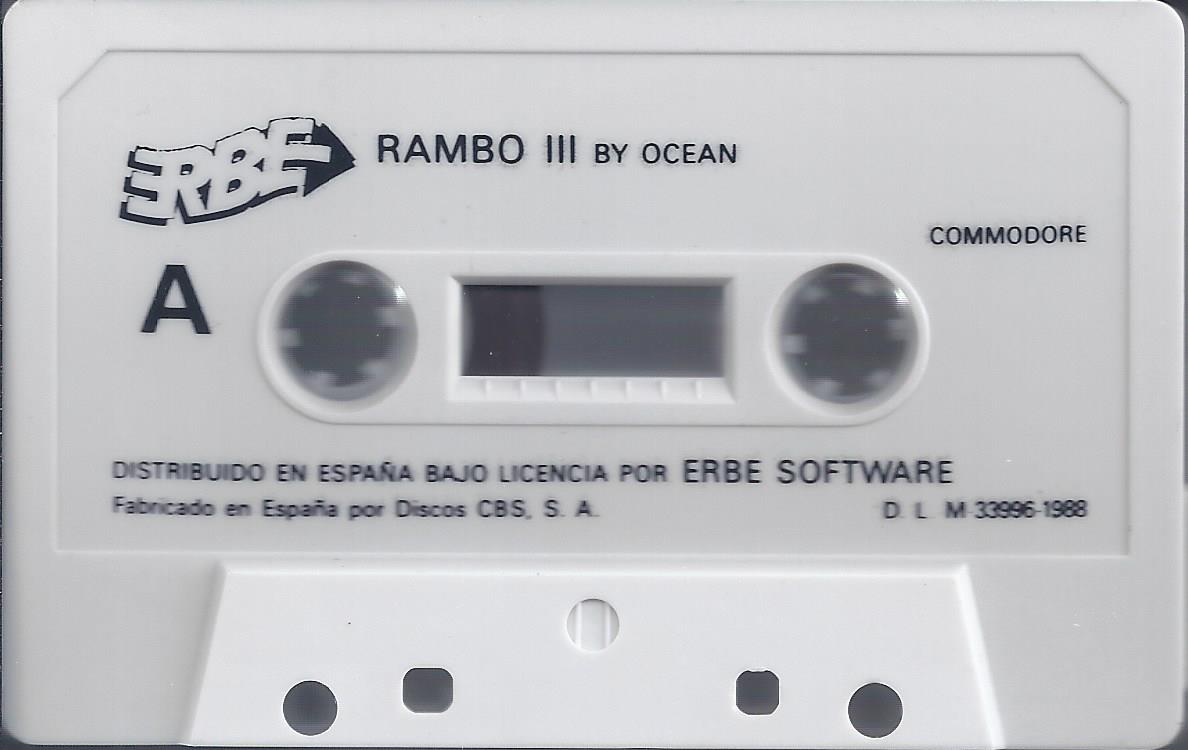 ERBE
RAMBO III BY OCEAN
COMMODORE
A
DISTRIBUIDO EN ESPAÑA BAJO LICENCIA POR ERBE SOFTWARE
Fabricado en España por Discos CBS, S. A. D. L. M-33996-1988